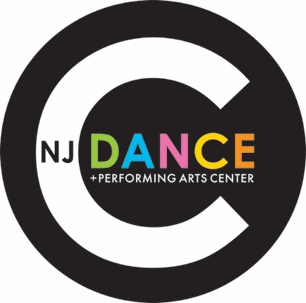 NJ DANCE
+PERFORMING ARTS CENTER